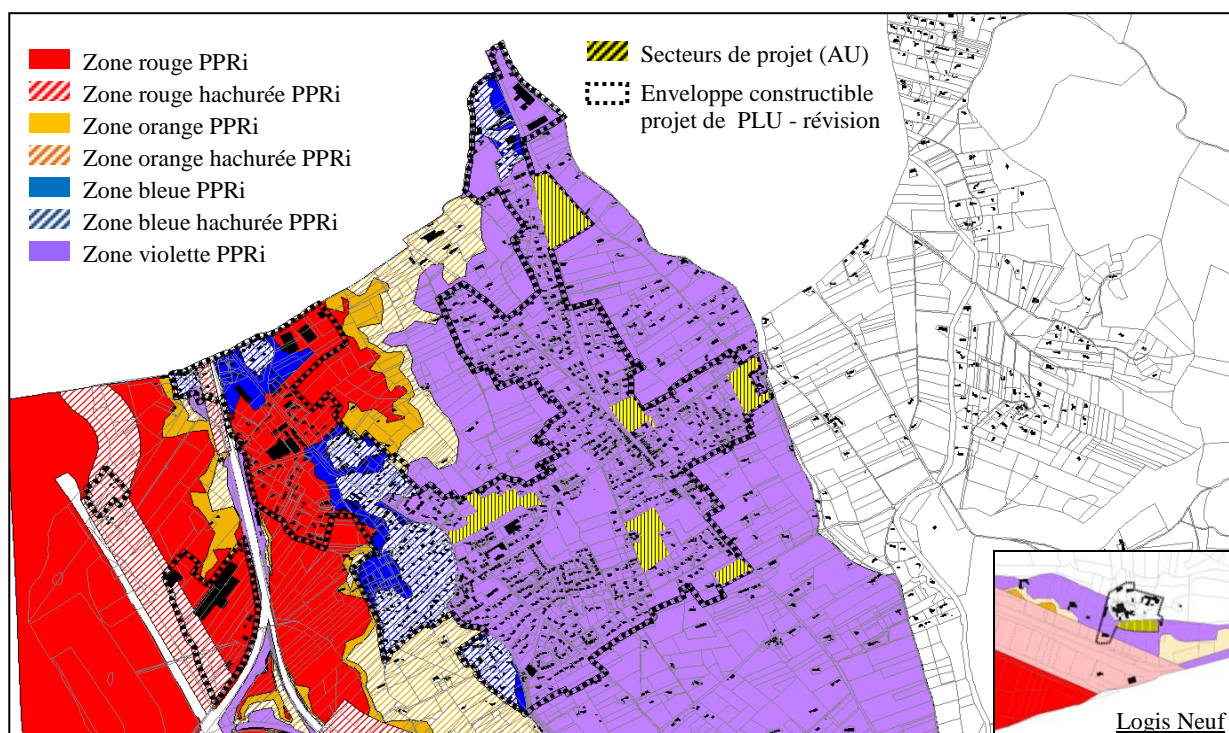 Zone rouge PPRi
Zone rouge hachurée PPRi
Zone orange PPRi
Zone orange hachurée PPRi
Zone bleue PPRi
Zone bleue hachurée PPRi
Zone violette PPRi
Secteurs de projet (AU)
Enveloppe constructible
projet de PLU - révision
Logis Neuf